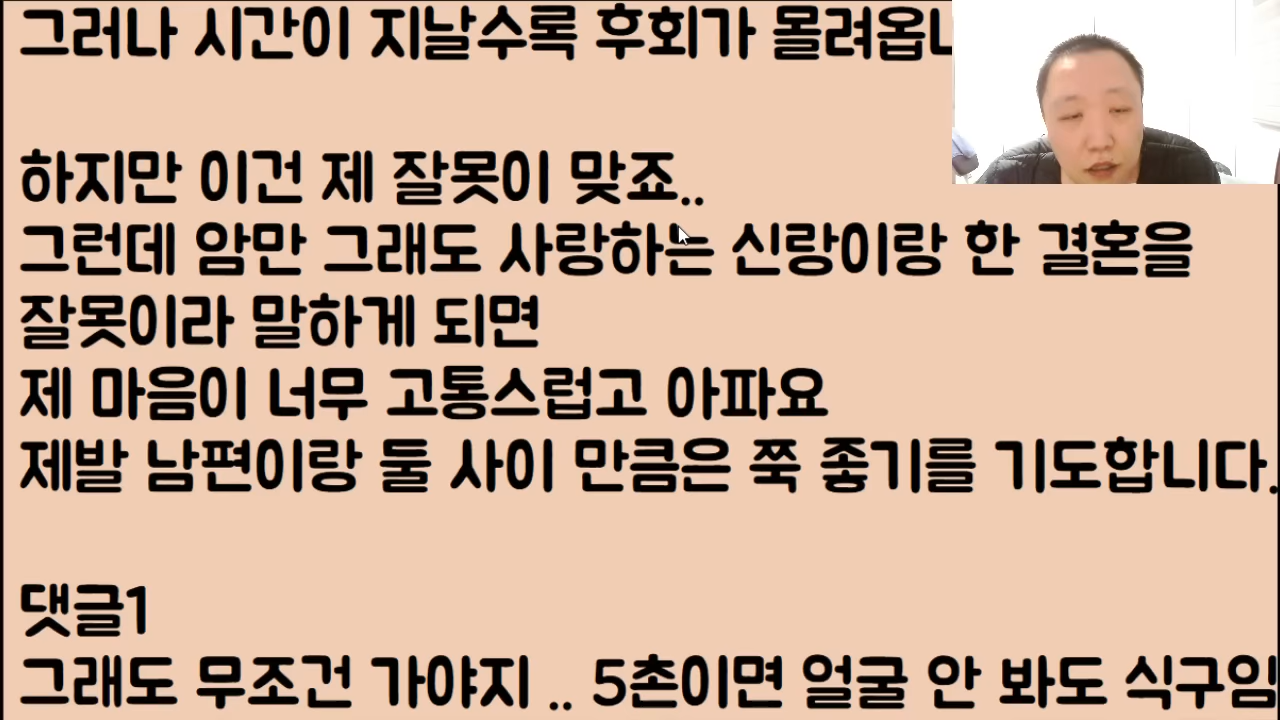 그러나 시간이 지날수록 후회가 몰려옵니
하지만 이건 제 잘못이 맞죠..
그런데 암만 그래도 사랑하는 신랑이랑 한 결혼을
잘못이라 말하게 되면
제 마음이 너무 고통스럽고 아파요
제발 남편이랑 둘 사이 만큼은 쭉 좋기를 기도합니다.
댓글1
그래도 무조건 가야지 .. 5촌이면 얼굴 안 봐도 식구임